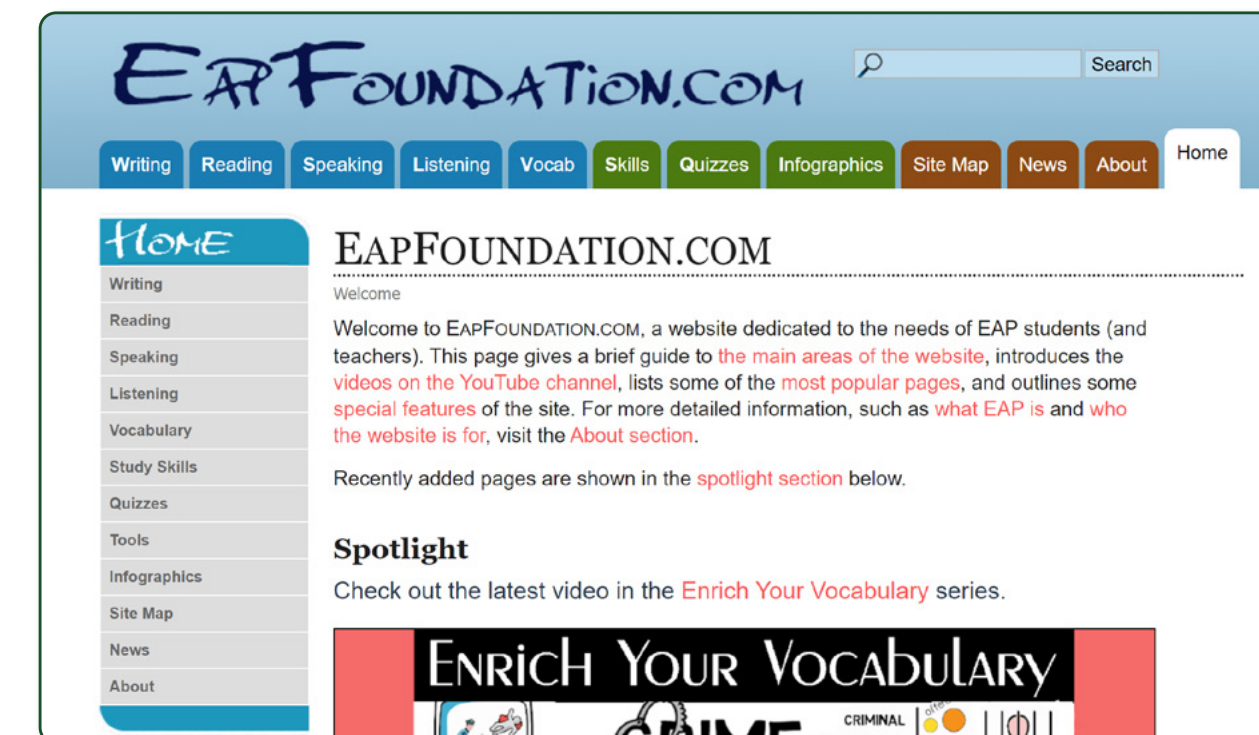 EAPFOUNDATION.COM
Search
Writing Reading Speaking Listening Vocab Skills Quizzes Infographics Site Map News About Home
HOME
Writing
Reading
Speaking
Listening
Vocabulary
Study Skills
Quizzes
Tools
Infographics
Site Map
News
About
EAPFOUNDATION.COM
Welcome
Welcome to EAPFOUNDATION.COM, a website dedicated to the needs of EAP students (and
teachers). This page gives a brief guide to the main areas of the website, introduces the
videos on the YouTube channel, lists some of the most popular pages, and outlines some
special features of the site. For more detailed information, such as what EAP is and who
the website is for, visit the About section.
Recently added pages are shown in the spotlight section below.
Spotlight
Check out the latest video in the Enrich Your Vocabulary series.
ENRICH YOUR VOCABULARY
CRIME
CRIMINAL